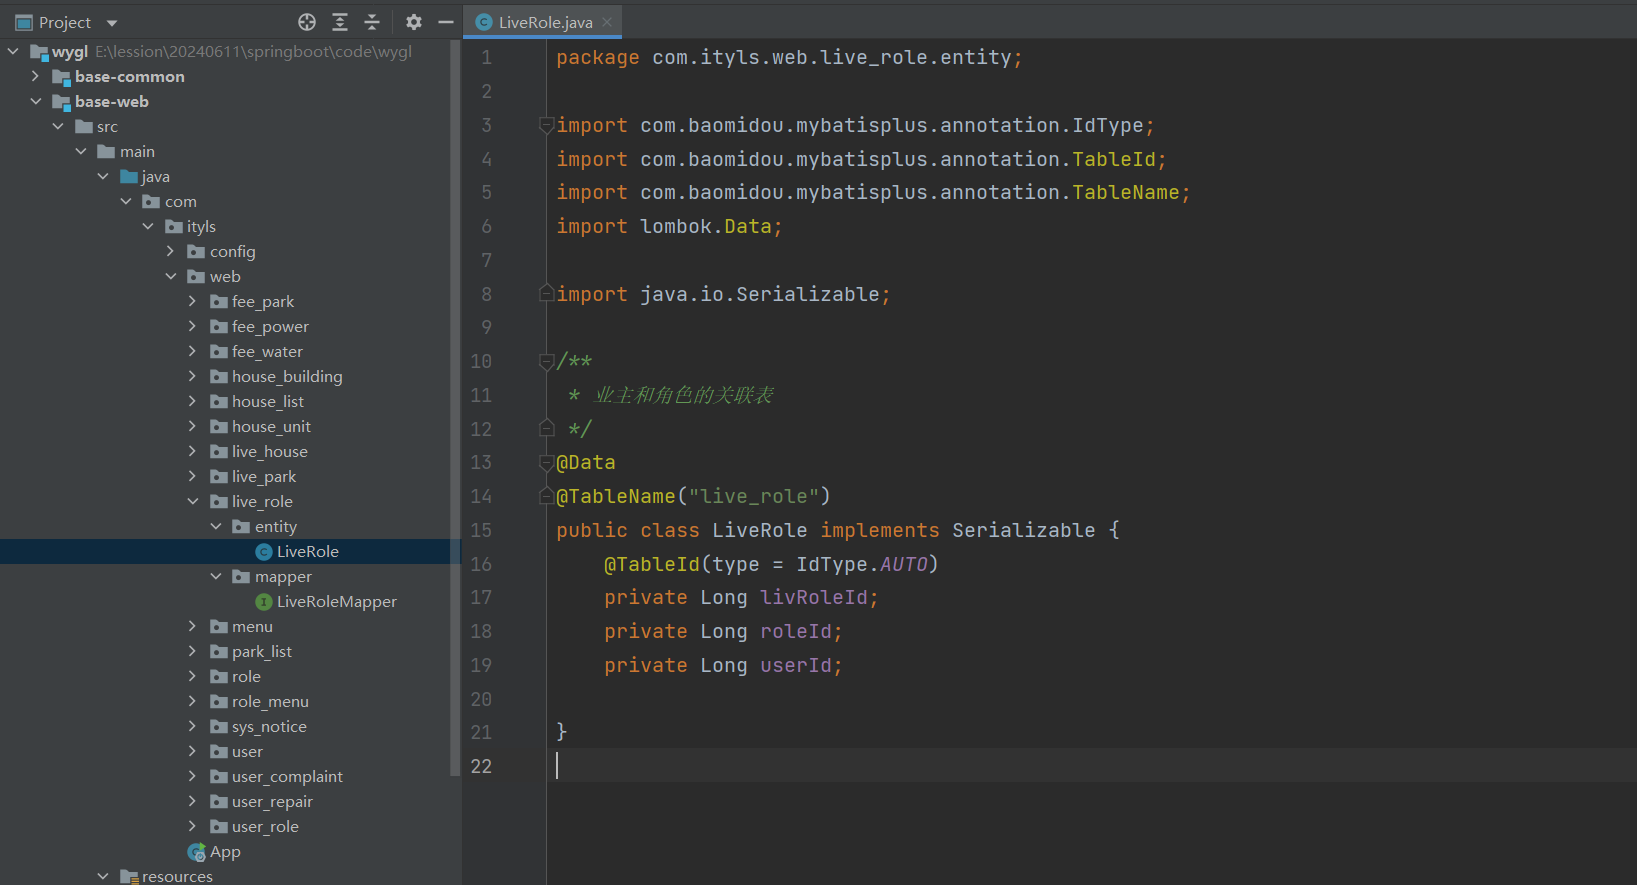 Project
wygl E:\lession\20240611\springboot\code\wygl
base-common
base-web
src
main
java
com
ityls
config
web
fee_park
fee_power
fee_water
house_building
house_list
house_unit
live_house
live_park
live_role
entity
LiveRole
mapper
LiveRoleMapper
menu
park_list
role
role_menu
sys_notice
user
user_complaint
user_repair
user_role
App
resources
LiveRole.java
1 package com.ityls.web.live_role.entity;
2
3 import com.baomidou.mybatisplus.annotation.IdType;
4 import com.baomidou.mybatisplus.annotation.TableId;
5 import com.baomidou.mybatisplus.annotation.TableName;
6 import lombok.Data;
7
8 import java.io.Serializable;
9
10 /**
11 * 业主和角色的关联表
12 */
13 @Data
14 @TableName("live_role")
15 public class LiveRole implements Serializable {
16 @TableId(type = IdType.AUTO)
17 private Long livRoleId;
18 private Long roleId;
19 private Long userId;
20
21 }
22